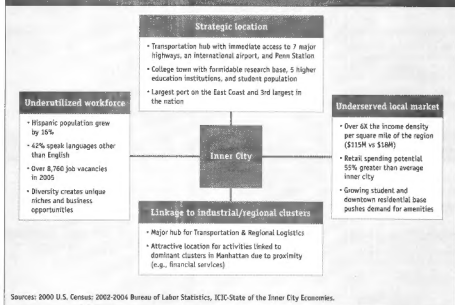 Strategic location
• Transportation hub with immediate access to 7 major
highways, an international airport, and Penn Station
• College town with formidable research base, 5 higher
education institutions, and student population
• Largest port on the East Coast and 3rd largest in
the nation
Underutilized workforce
• Hispanic population grew
by 16%
• 42% speak languages other
than English
• Over 8,760 job vacancies
in 2005
• Diversity creates unique
niches and business
opportunities
Inner City
Underserved local market
• Over 6X the income density
per square mile of the region
($115M vs $18M)
• Retail spending potential
55% greater than average
inner city
• Growing student and
downtown residential base
pushes demand for amenities
Linkage to industrial/regional clusters
• Major hub for Transportation & Regional Logistics
• Attractive location for activities linked to
dominant clusters in Manhattan due to proximity
(e.g., financial services)
Sources: 2000 U.S. Census: 2002-2004 Bureau of Labor Statistics, ICIC-State of the Inner City Economies.